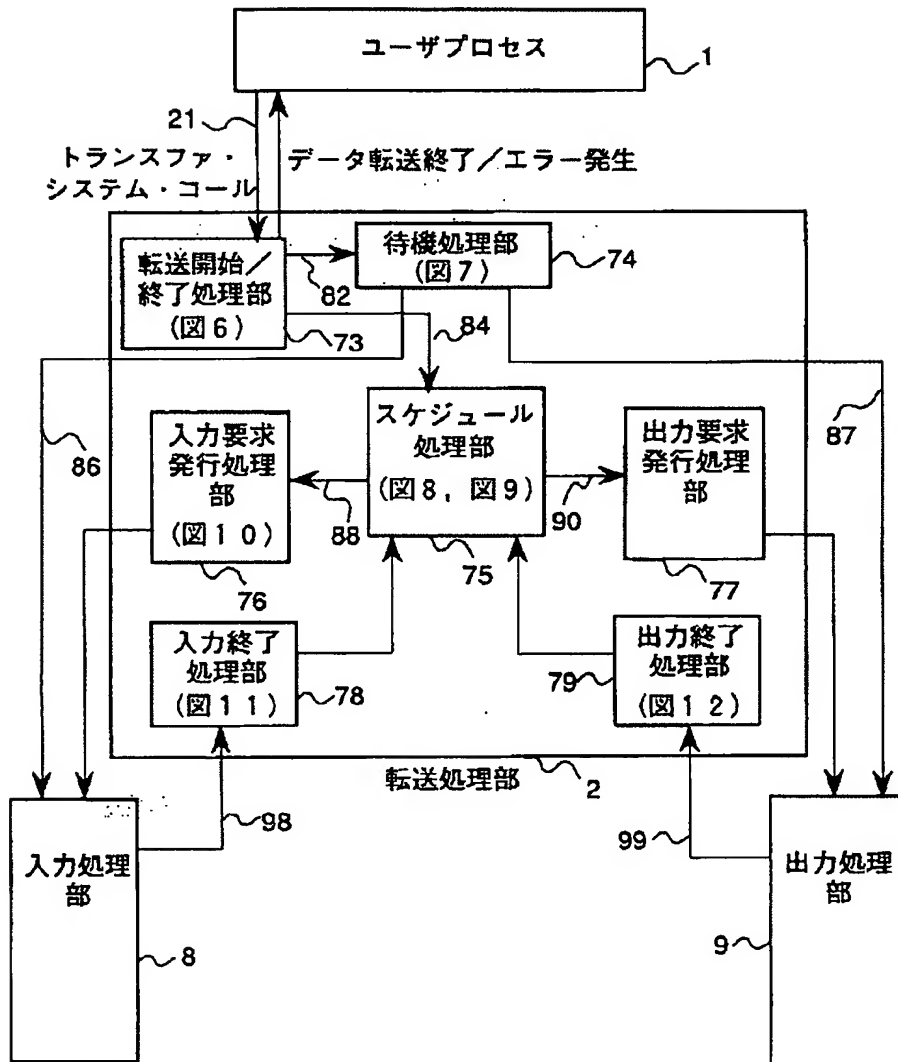 ユーザプロセス
1
21
トランスファ・
システム・コール
データ転送終了/エラー発生
転送開始/
終了処理部
(図6)
73
82
待機処理部
(図7)
74
84
86
87
入力要求
発行処理
部
(図10)
76
88
スケジュール
処理部
(図8, 図9)
75
90
出力要求
発行処理
部
77
入力終了
処理部
(図11)
78
出力終了
処理部
(図12)
79
転送処理部
2
98
99
入力処理
部
8
出力処理
部
9